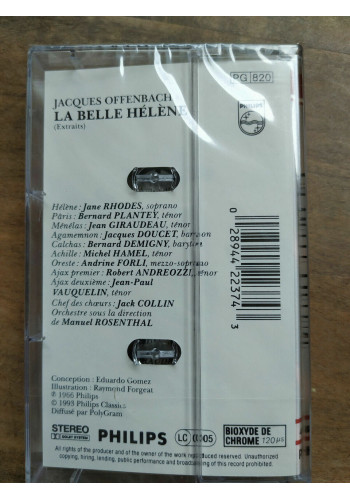 JACQUES OFFENBACH
LA BELLE HÉLÈNE
(Extraits)
PG 820
PHILIPS
Hélène : Jane RHODES, soprano
Pâris : Bernard PLANTEY, ténor
Ménélas : Jean GIRAUDEAU, ténor
Agamemnon : Jacques DOUCET, baryton
Calchas : Bernard DEMIGNY, baryton
Achille : Michel HAMEL, ténor
Oreste : Andrine FORLI, mezzo-soprano
Ajax premier : Robert ANDREOZZI, ténor
Ajax deuxième : Jean-Paul
VAUQUELIN, ténor
Chef des chœurs : Jack COLLIN
Orchestre sous la direction
de Manuel ROSENTHAL
0 28944 22374 3
Conception : Eduardo Gomez
Illustration : Raymond Forgeat
℗ 1966 Philips
© 1993 Philips Classics
Diffusé par PolyGram
STEREO
DOLBY SYSTEM
PHILIPS
LC 0305
BIOXYDE DE
CHROME 120 µs
All rights of the producer and of the owner of the work reproduced reserved. Unauthorized
copying, hiring, lending, public performance and broadcasting of this record prohibited.